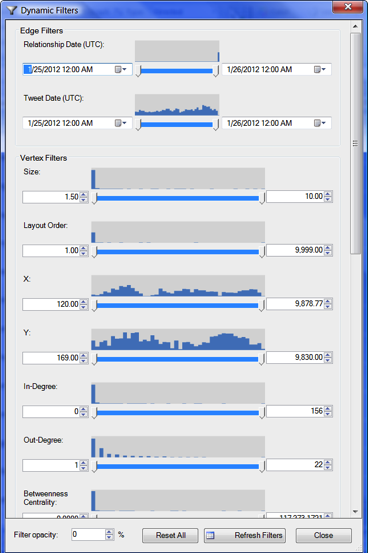 Dynamic Filters
Edge Filters
Relationship Date (UTC):
1/25/2012 12:00 AM 1/26/2012 12:00 AM
Tweet Date (UTC):
1/25/2012 12:00 AM 1/26/2012 12:00 AM
Vertex Filters
Size:
1.50 10.00
Layout Order:
1.00 9,999.00
X:
120.00 9,878.77
Y:
169.00 9,830.00
In-Degree:
0 156
Out-Degree:
1 22
Betweenness
Centrality:
Filter opacity: 0 % Reset All Refresh Filters Close